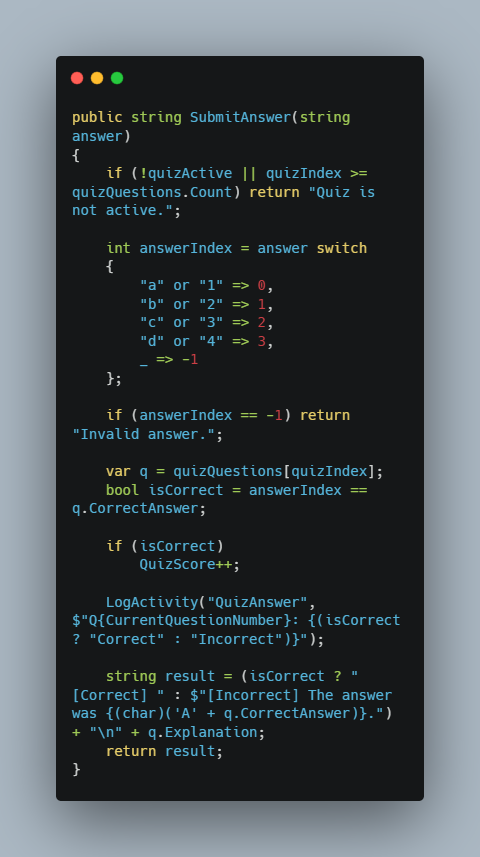 public string SubmitAnswer(string
answer)
{
    if (!quizActive || quizIndex >=
quizQuestions.Count) return "Quiz is
not active.";

    int answerIndex = answer switch
    {
        "a" or "1" => 0,
        "b" or "2" => 1,
        "c" or "3" => 2,
        "d" or "4" => 3,
        _ => -1
    };

    if (answerIndex == -1) return
"Invalid answer.";

    var q = quizQuestions[quizIndex];
    bool isCorrect = answerIndex ==
q.CorrectAnswer;

    if (isCorrect)
        QuizScore++;

    LogActivity("QuizAnswer",
$"Q{CurrentQuestionNumber}: {(isCorrect
? "Correct" : "Incorrect")}");

    string result = (isCorrect ? "
[Correct] " : $"[Incorrect] The answer
was {(char)('A' + q.CorrectAnswer)}.")
+ "\n" + q.Explanation;
    return result;
}